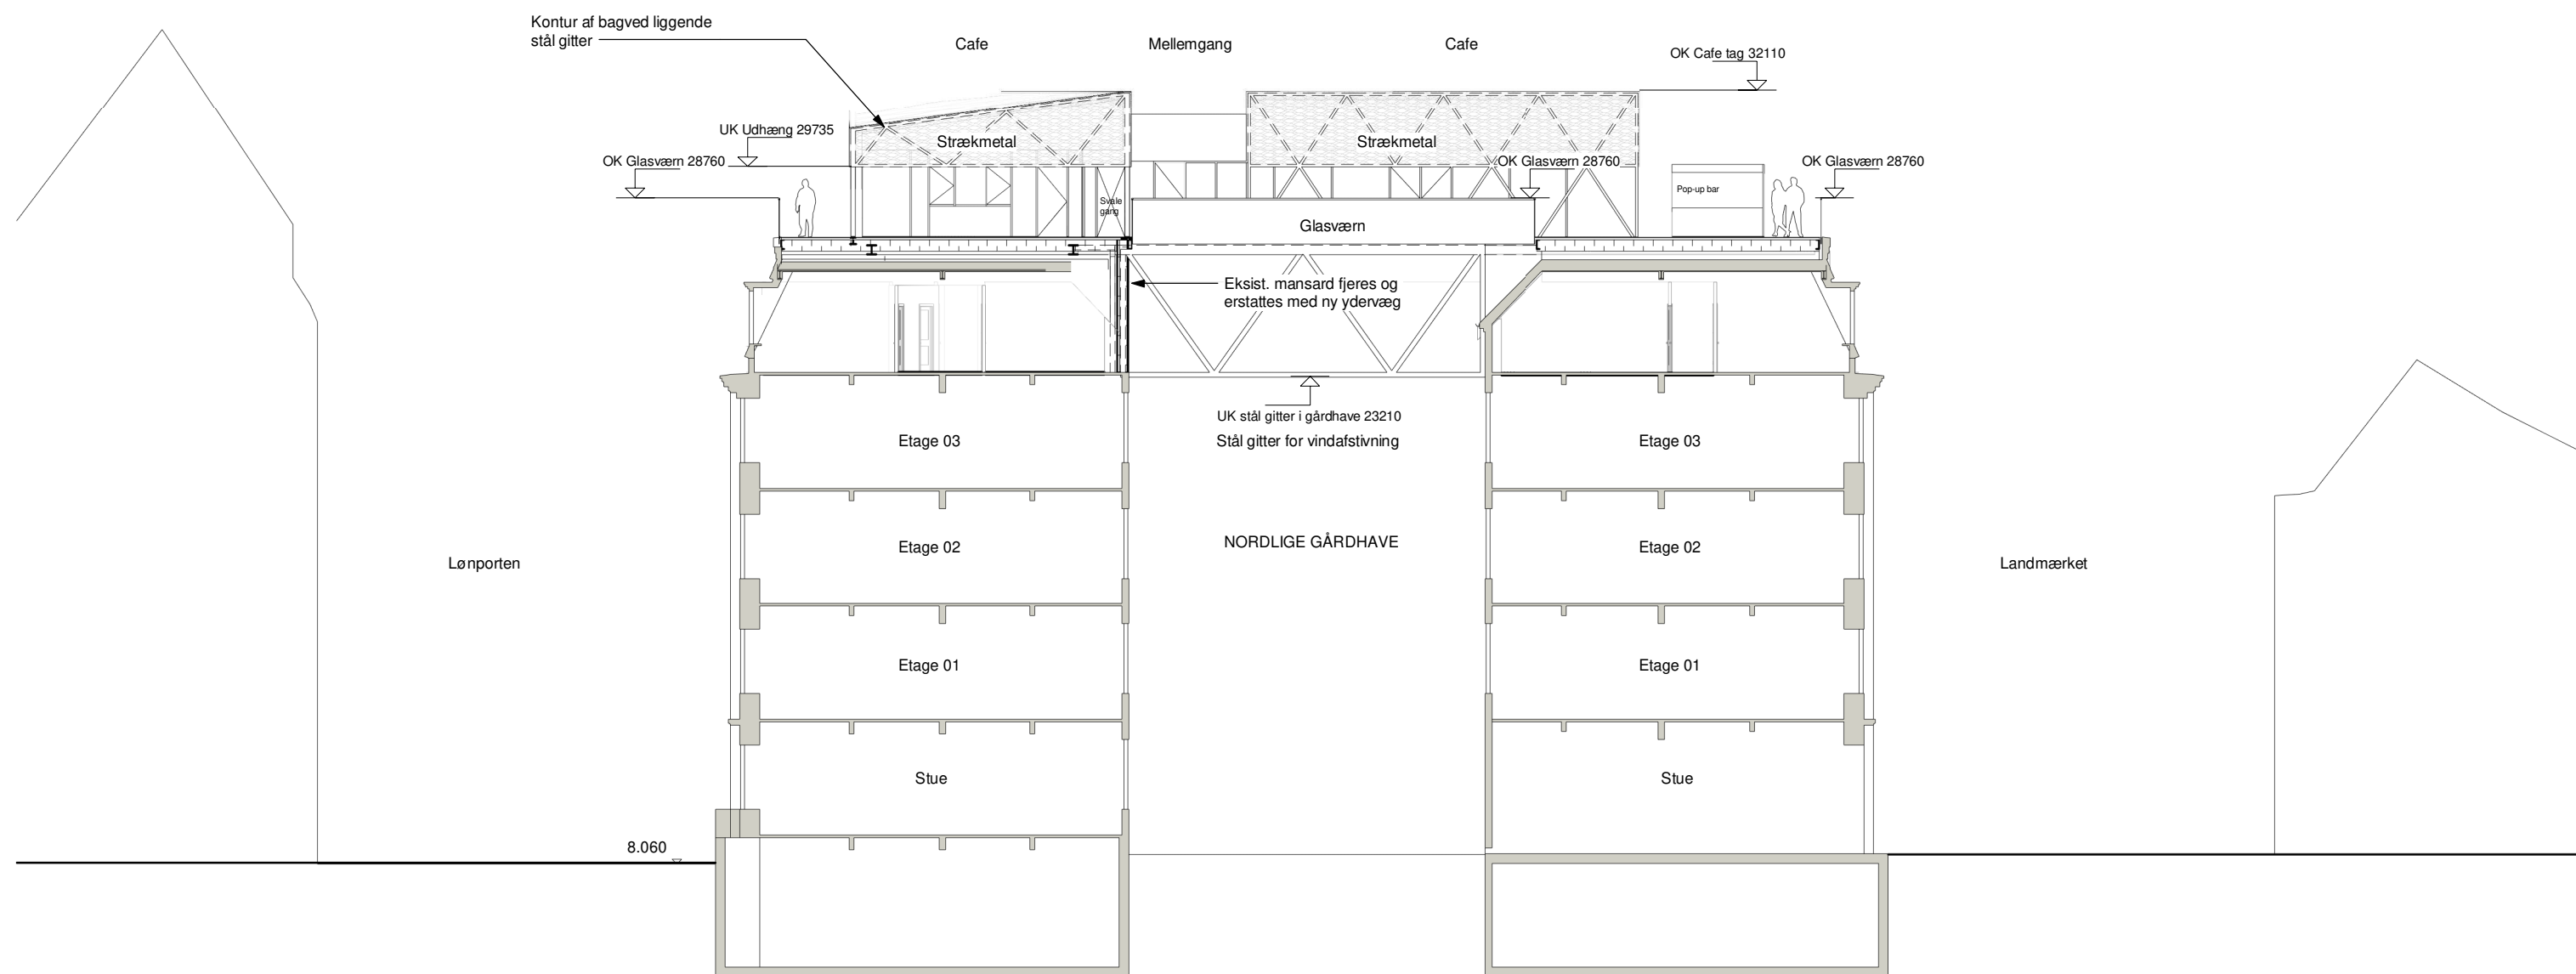 Kontur af bagved liggende
stål gitter
Cafe
Mellemgang
Cafe
OK Cafe tag 32110
UK Udhæng 29735
OK Glasværn 28760
Strækmetal
Strækmetal
OK Glasværn 28760
OK Glasværn 28760
Pop-up bar
Svale
gang
Glasværn
Eksist. mansard fjeres og
erstattes med ny ydervæg
UK stål gitter i gårdhave 23210
Stål gitter for vindafstivning
Etage 03
Etage 03
NORDLIGE GÅRDHAVE
Etage 02
Etage 02
Lønporten
Landmærket
Etage 01
Etage 01
Stue
Stue
8.060